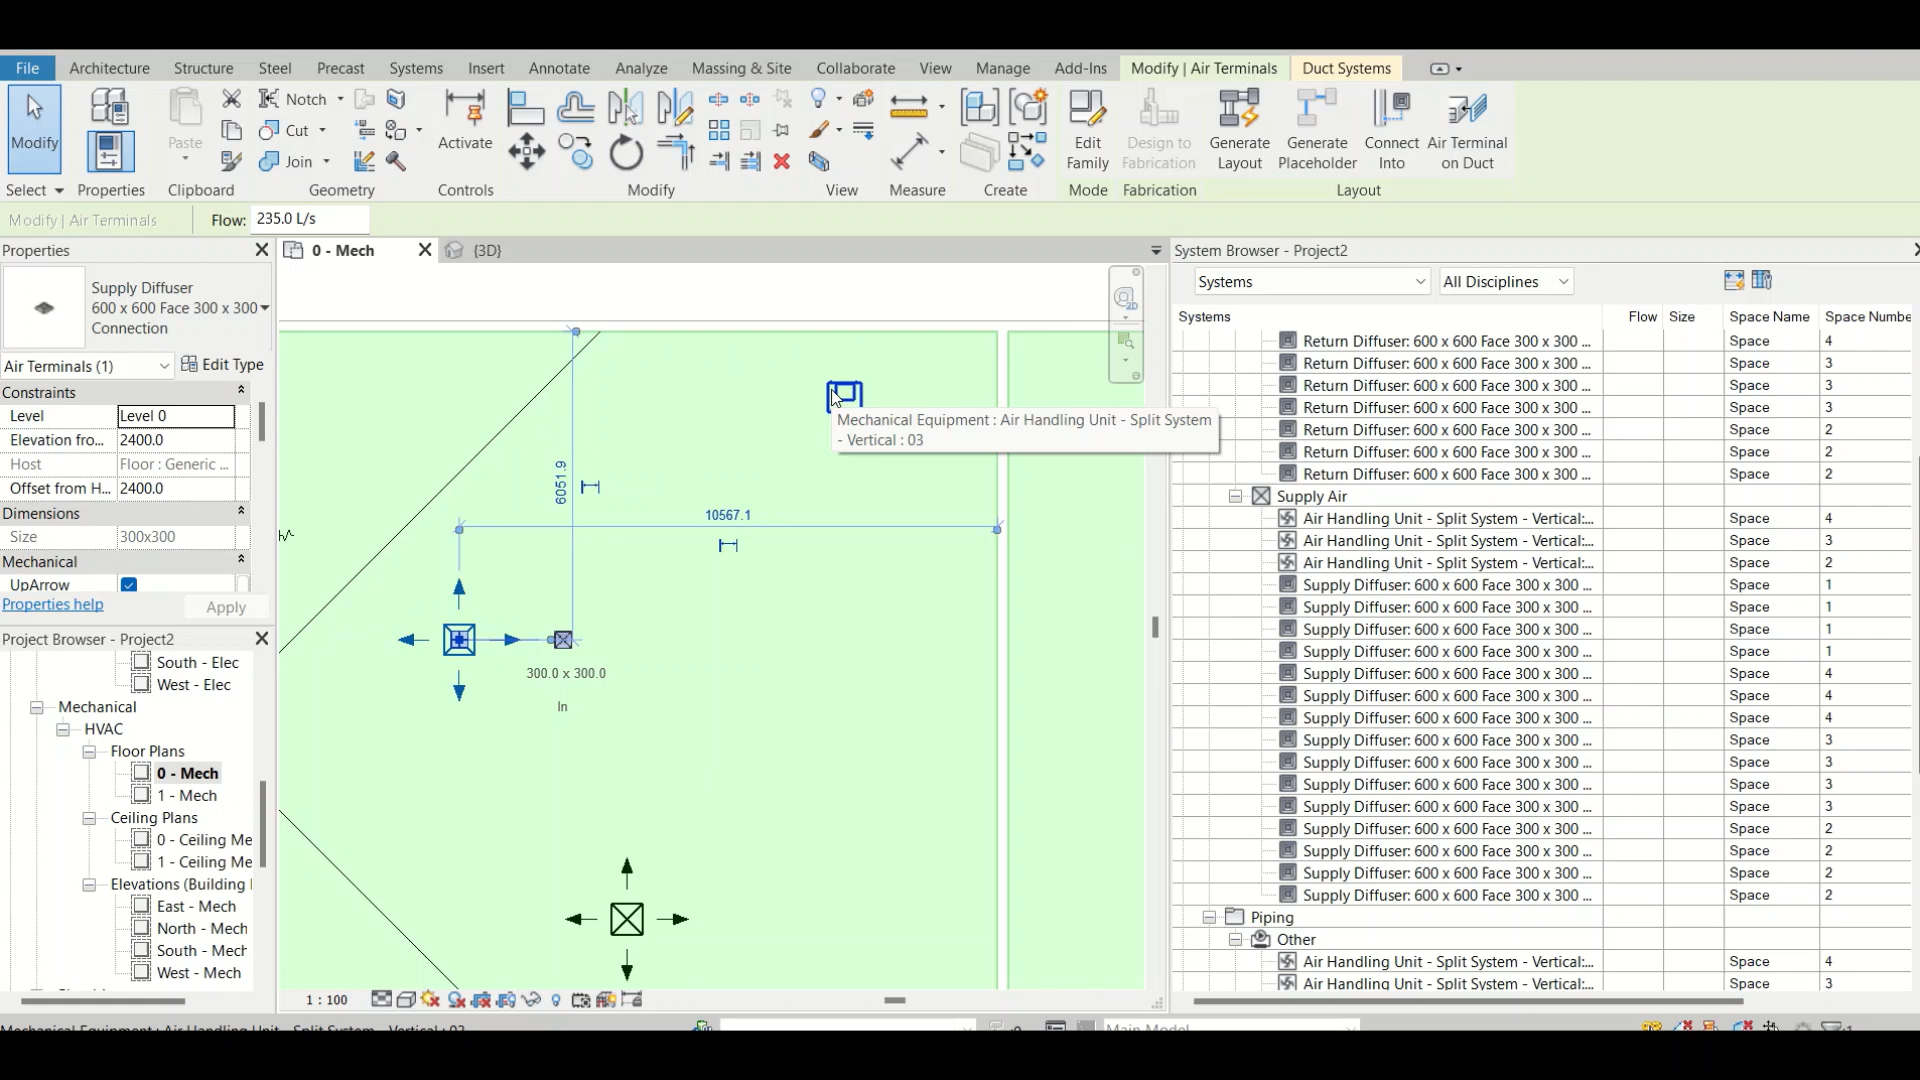 File Architecture Structure Steel Precast Systems Insert Annotate Analyze Massing & Site Collaborate View Manage Add-Ins Modify | Air Terminals Duct Systems
Modify
Paste
Notch
Cut
Join
Activate
Edit Family
Design to Fabrication
Generate Layout
Generate Placeholder
Connect Into
Air Terminal on Duct
Select Properties Clipboard Geometry Controls Modify View Measure Create Mode Fabrication Layout
Modify | Air Terminals Flow: 235.0 L/s
Properties
Supply Diffuser
600 x 600 Face 300 x 300
Connection
Air Terminals (1) Edit Type
Constraints
Level Level 0
Elevation fro... 2400.0
Host Floor : Generic ...
Offset from H... 2400.0
Dimensions
Size 300x300
Mechanical
UpArrow
Properties help Apply
Project Browser - Project2
South - Elec
West - Elec
Mechanical
HVAC
Floor Plans
0 - Mech
1 - Mech
Ceiling Plans
0 - Ceiling Me
1 - Ceiling Me
Elevations (Building
East - Mech
North - Mech
South - Mech
West - Mech
0 - Mech {3D}
2D
Mechanical Equipment : Air Handling Unit - Split System
- Vertical : 03
6051.9
10567.1
300.0 x 300.0
In
1 : 100
System Browser - Project2
Systems All Disciplines
Systems Flow Size Space Name Space Numbe
Return Diffuser: 600 x 600 Face 300 x 300 ... Space 4
Return Diffuser: 600 x 600 Face 300 x 300 ... Space 3
Return Diffuser: 600 x 600 Face 300 x 300 ... Space 3
Return Diffuser: 600 x 600 Face 300 x 300 ... Space 3
Return Diffuser: 600 x 600 Face 300 x 300 ... Space 2
Return Diffuser: 600 x 600 Face 300 x 300 ... Space 2
Return Diffuser: 600 x 600 Face 300 x 300 ... Space 2
Supply Air
Air Handling Unit - Split System - Vertical:... Space 4
Air Handling Unit - Split System - Vertical:... Space 3
Air Handling Unit - Split System - Vertical:... Space 2
Supply Diffuser: 600 x 600 Face 300 x 300 ... Space 1
Supply Diffuser: 600 x 600 Face 300 x 300 ... Space 1
Supply Diffuser: 600 x 600 Face 300 x 300 ... Space 1
Supply Diffuser: 600 x 600 Face 300 x 300 ... Space 1
Supply Diffuser: 600 x 600 Face 300 x 300 ... Space 4
Supply Diffuser: 600 x 600 Face 300 x 300 ... Space 4
Supply Diffuser: 600 x 600 Face 300 x 300 ... Space 4
Supply Diffuser: 600 x 600 Face 300 x 300 ... Space 3
Supply Diffuser: 600 x 600 Face 300 x 300 ... Space 3
Supply Diffuser: 600 x 600 Face 300 x 300 ... Space 3
Supply Diffuser: 600 x 600 Face 300 x 300 ... Space 3
Supply Diffuser: 600 x 600 Face 300 x 300 ... Space 2
Supply Diffuser: 600 x 600 Face 300 x 300 ... Space 2
Supply Diffuser: 600 x 600 Face 300 x 300 ... Space 2
Supply Diffuser: 600 x 600 Face 300 x 300 ... Space 2
Piping
Other
Air Handling Unit - Split System - Vertical:... Space 4
Air Handling Unit - Split System - Vertical:... Space 3
Mechanical Equipment : Air Handling Unit - Split System - Vertical : 03 Main Model